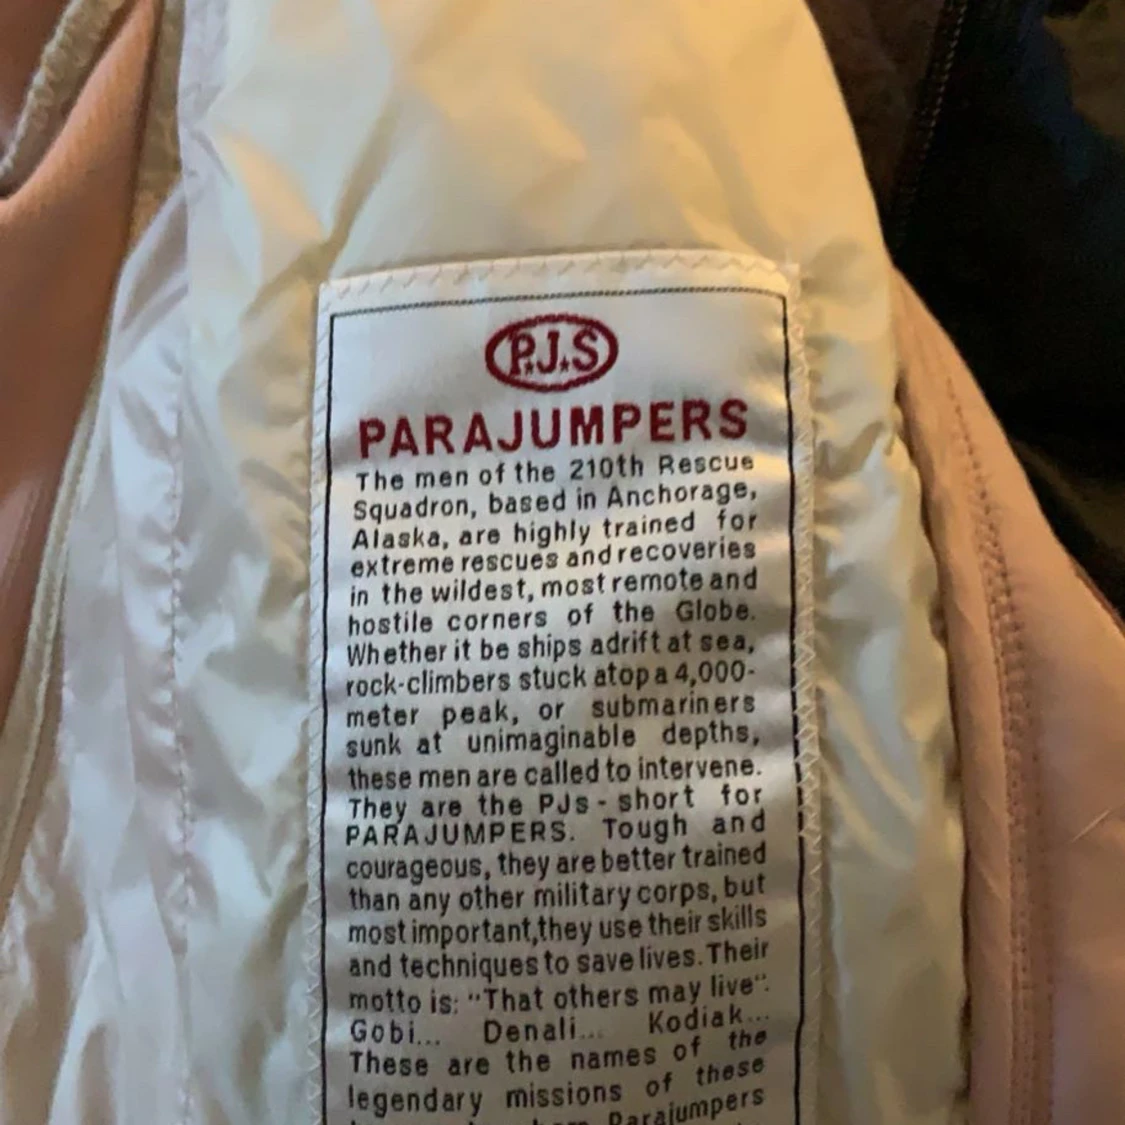 P.J.S
PARAJUMPERS
The men of the 210th Rescue
Squadron, based in Anchorage,
Alaska, are highly trained for
extreme rescues and recoveries
in the wildest, most remote and
hostile corners of the Globe.
Whether it be ships adrift at sea,
rock-climbers stuck atop a 4,000-
meter peak, or submariners
sunk at unimaginable depths,
these men are called to intervene.
They are the PJs - short for
PARAJUMPERS. Tough and
courageous, they are better trained
than any other military corps, but
most important,they use their skills
and techniques to save lives. Their
motto is: "That others may live".
Gobi... Denali... Kodiak...
These are the names of the
legendary missions of these
Parajumpers